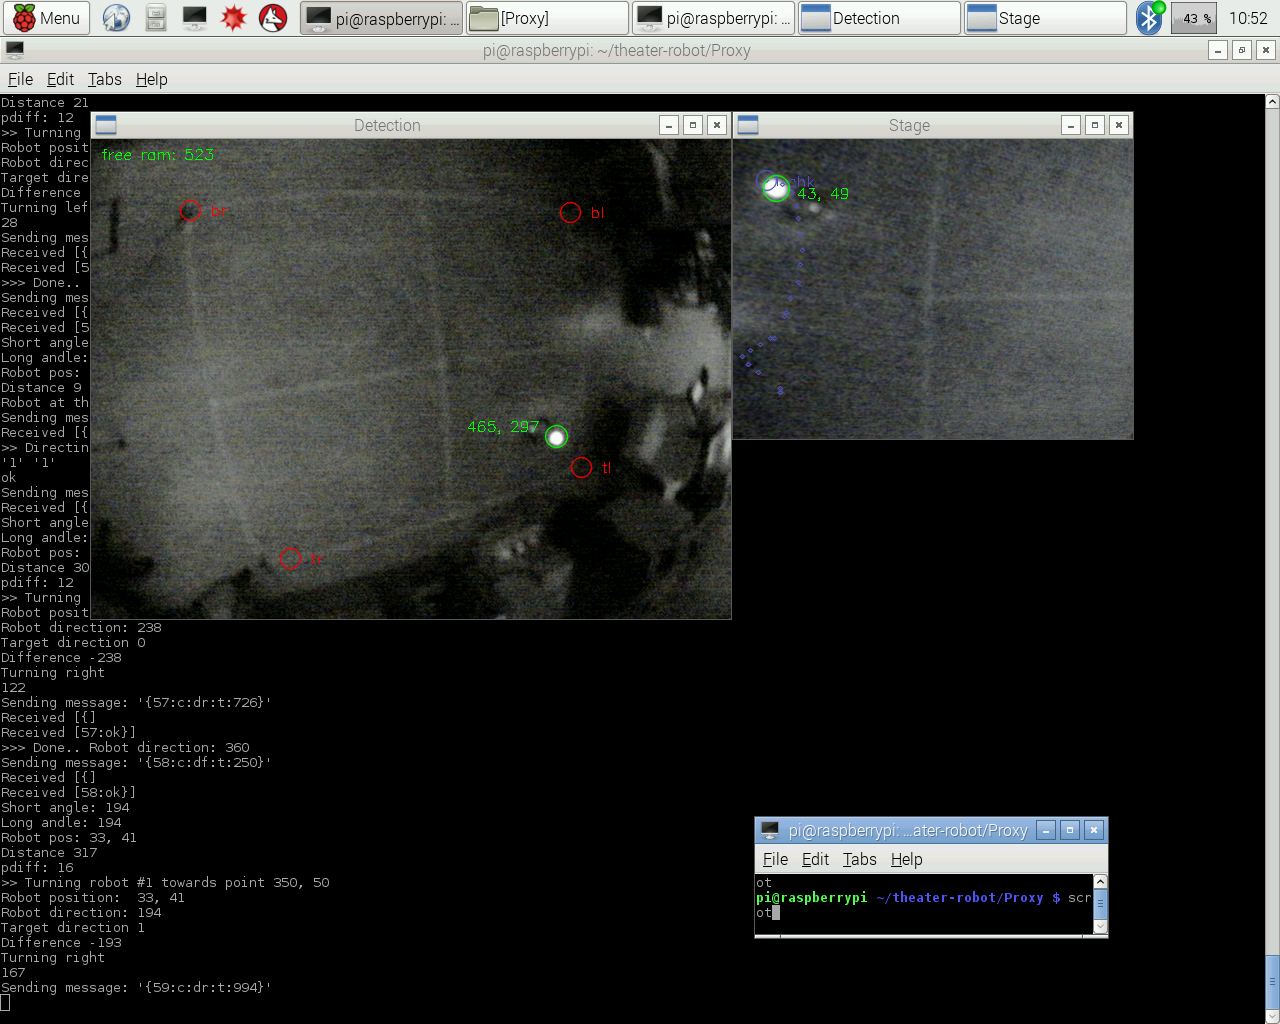 Menu
pi@raspberrypi: ...
[Proxy]
pi@raspberrypi: ...
Detection
Stage
43 %
10:52
pi@raspberrypi: ~/theater-robot/Proxy
File Edit Tabs Help
Distance 21
pdiff: 12
>> Turning
Robot posit
Robot direc
Target dire
Difference
Turning lef
28
Sending mes
Received [{
Received [5
>>> Done..
Sending mes
Received [{
Received [5
Short angle
Long angle:
Robot pos:
Distance 9
Robot at th
Sending mes
Received [{
>> Directin
'1' '1'
ok
Sending mes
Received [{
Short angle
Long angle:
Robot pos:
Distance 30
pdiff: 12
>> Turning
Robot posit
Robot direction: 238
Target direction 0
Difference -238
Turning right
122
Sending message: '{57:c:dr:t:726}'
Received [{]
Received [57:ok}]
>>> Done.. Robot direction: 360
Sending message: '{58:c:df:t:250}'
Received [{]
Received [58:ok}]
Short angle: 194
Long angle: 194
Robot pos: 33, 41
Distance 317
pdiff: 16
>> Turning robot #1 towards point 350, 50
Robot position:  33, 41
Robot direction: 194
Target direction 1
Difference -193
Turning right
167
Sending message: '{59:c:dr:t:994}'
Detection
free ram: 523
br
bl
465, 297
tl
Stage
43, 49
pi@raspberrypi: ...ater-robot/Proxy
File Edit Tabs Help
ot
pi@raspberrypi ~/theater-robot/Proxy $ scr
ot